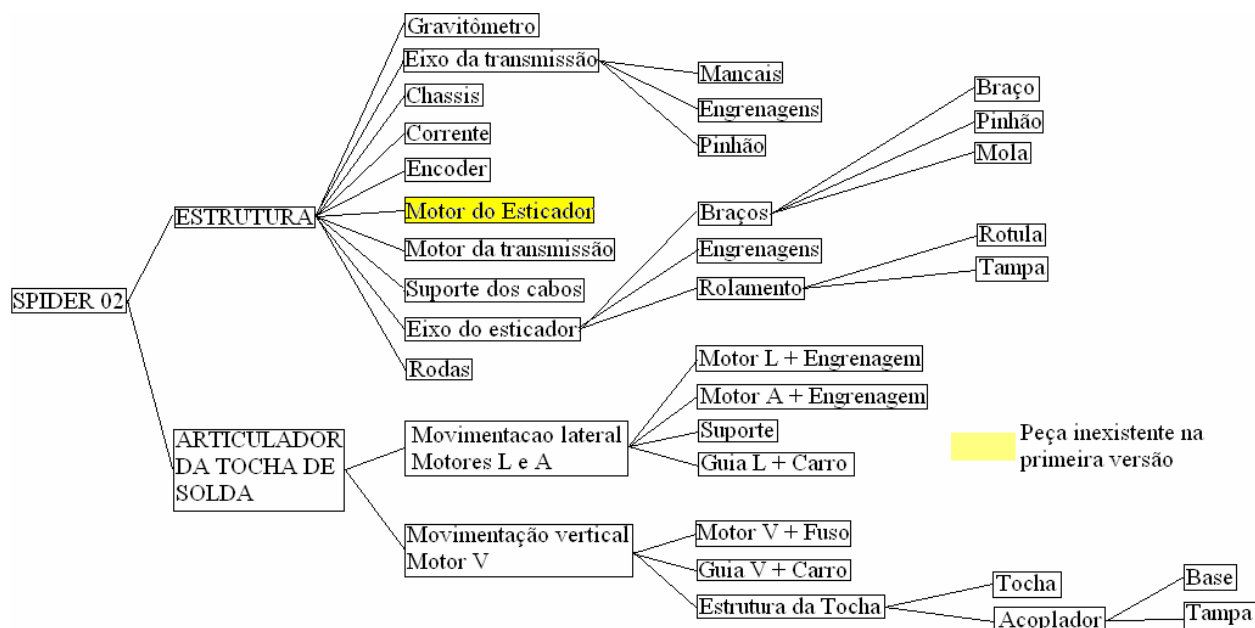 SPIDER 02
ESTRUTURA
Gravitômetro
Eixo da transmissão
Mancais
Engrenagens
Pinhão
Chassis
Corrente
Encoder
Motor do Esticador
Motor da transmissão
Suporte dos cabos
Eixo do esticador
Braços
Braço
Pinhão
Mola
Engrenagens
Rolamento
Rotula
Tampa
Rodas
ARTICULADOR
DA TOCHA DE
SOLDA
Movimentacao lateral
Motores L e A
Motor L + Engrenagem
Motor A + Engrenagem
Suporte
Guia L + Carro
Movimentação vertical
Motor V
Motor V + Fuso
Guia V + Carro
Estrutura da Tocha
Tocha
Acoplador
Base
Tampa
Peça inexistente na
primeira versão